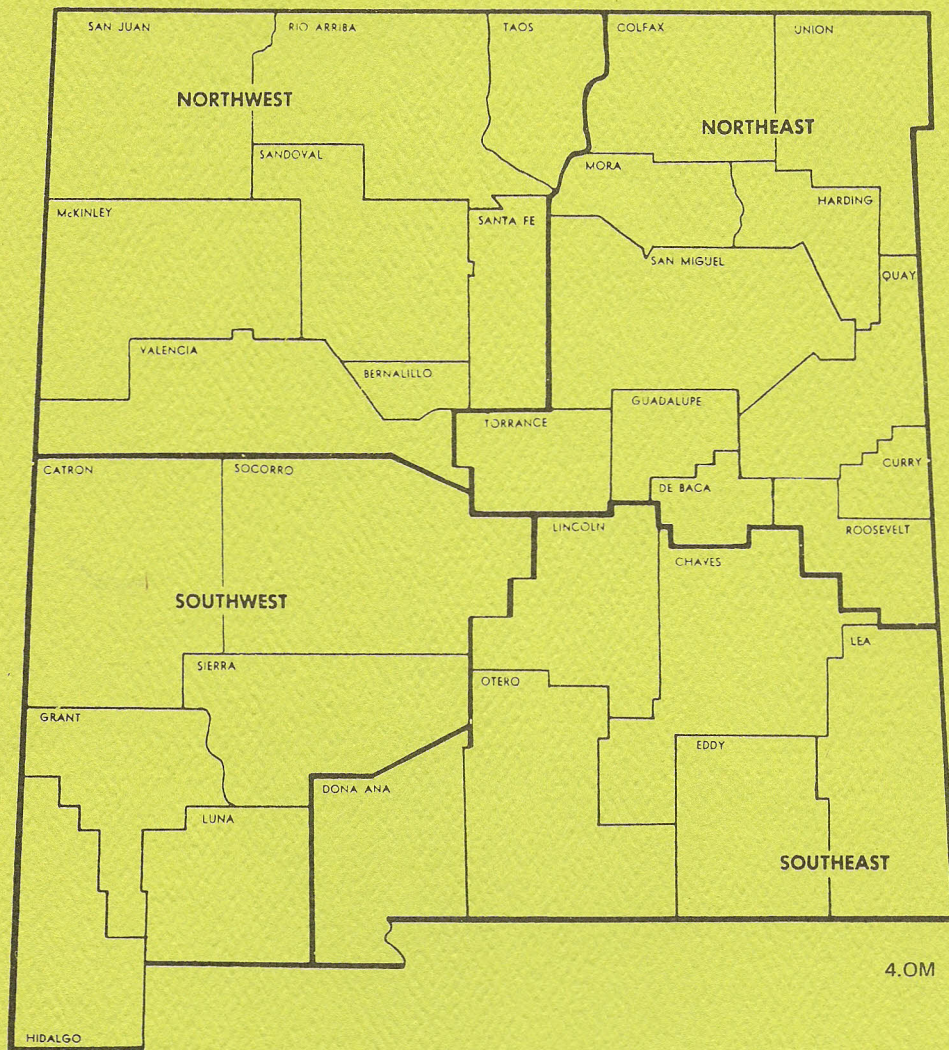 SAN JUAN
RIO ARRIBA
TAOS
COLFAX
UNION
NORTHWEST
NORTHEAST
SANDOVAL
MORA
HARDING
McKINLEY
SANTA FE
SAN MIGUEL
QUAY
VALENCIA
BERNALILLO
GUADALUPE
TORRANCE
CURRY
CATRON
SOCORRO
DE BACA
LINCOLN
ROOSEVELT
CHAVES
SOUTHWEST
LEA
SIERRA
OTERO
GRANT
EDDY
DONA ANA
LUNA
SOUTHEAST
4.0M
HIDALGO